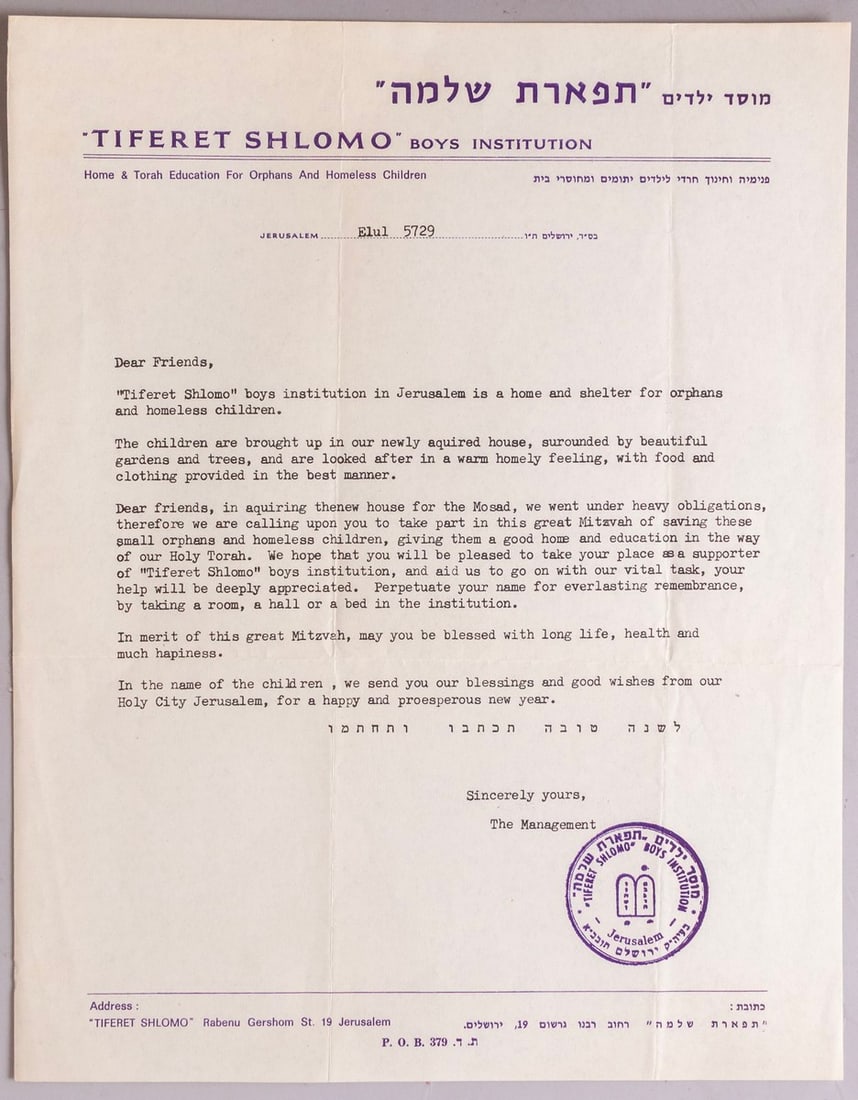 מוסד ילדים "תפארת שלמה"
"TIFERET SHLOMO" BOYS INSTITUTION
Home & Torah Education For Orphans And Homeless Children
פנימיה וחינוך חרדי לילדים יתומים ומחוסרי בית
JERUSALEM Elul 5729 בס״ד, ירושלים ת״ו
Dear Friends,
"Tiferet Shlomo" boys institution in Jerusalem is a home and shelter for orphans
and homeless children.
The children are brought up in our newly aquired house, surounded by beautiful
gardens and trees, and are looked after in a warm homely feeling, with food and
clothing provided in the best manner.
Dear friends, in aquiring thenew house for the Mosad, we went under heavy obligations,
therefore we are calling upon you to take part in this great Mitzvah of saving these
small orphans and homeless children, giving them a good home and education in the way
of our Holy Torah. We hope that you will be pleased to take your place as a supporter
of "Tiferet Shlomo" boys institution, and aid us to go on with our vital task, your
help will be deeply appreciated. Perpetuate your name for everlasting remembrance,
by taking a room, a hall or a bed in the institution.
In merit of this great Mitzvah, may you be blessed with long life, health and
much hapiness.
In the name of the children , we send you our blessings and good wishes from our
Holy City Jerusalem, for a happy and proesperous new year.
לשנה טובה תכתבו ותחתמו
Sincerely yours,
The Management
מוסד ילדים "תפארת שלמה"
"TIFERET SHLOMO" BOYS INSTITUTION
Jerusalem
בעיה״ק ירושלים תובב״א
Address :
כתובת :
"TIFERET SHLOMO" Rabenu Gershom St. 19 Jerusalem
"תפארת שלמה" רחוב רבנו גרשום 19, ירושלים.
P. O. B. 379 ת. ד.